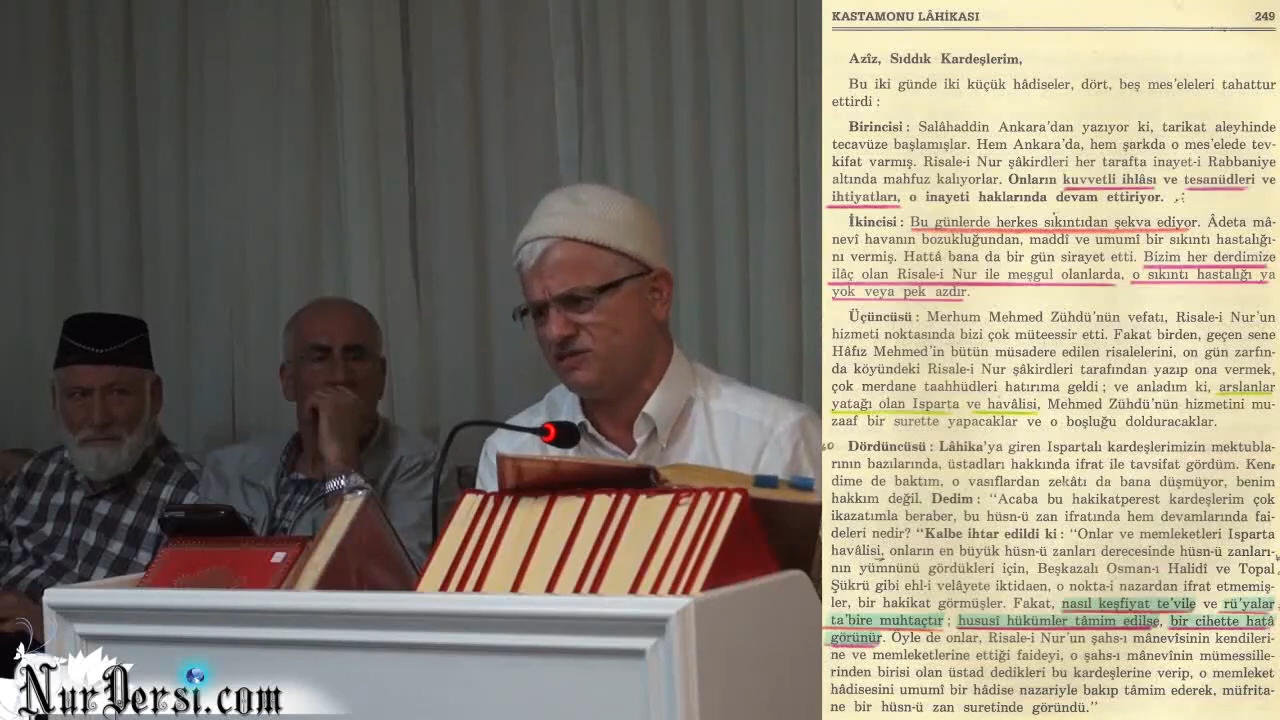 KASTAMONU LÂHİKASI 249
Azîz, Sıddık Kardeşlerim,
Bu iki günde iki küçük hâdiseler, dört, beş mes'eleleri tahattur
ettirdi :
Birincisi : Salâhaddin Ankara'dan yazıyor ki, tarikat aleyhinde
tecavüze başlamışlar. Hem Ankara'da, hem şarkda o mes'elede tev-
kifat varmış. Risale-i Nur şâkirdleri her tarafta inayet-i Rabbaniye
altında mahfuz kalıyorlar. Onların kuvvetli ihlâsı ve tesanüdleri ve
ihtiyatları, o inayeti haklarında devam ettiriyor.
İkincisi : Bu günlerde herkes sıkıntıdan şekva ediyor. Âdeta mâ-
nevî havanın bozukluğundan, maddî ve umumî bir sıkıntı hastalığı-
nı vermiş. Hattâ bana da bir gün sirayet etti. Bizim her derdimize
ilâç olan Risale-i Nur ile meşgul olanlarda, o sıkıntı hastalığı ya
yok veya pek azdır.
Üçüncüsü : Merhum Mehmed Zühdü'nün vefatı, Risale-i Nur'un
hizmeti noktasında bizi çok müteessir etti. Fakat birden, geçen sene
Hâfız Mehmed'in bütün müsadere edilen risalelerini, on gün zarfın-
da köyündeki Risale-i Nur şâkirdleri tarafından yazıp ona vermek,
çok merdane taahhüdleri hatırıma geldi ; ve anladım ki, arslanlar
yatağı olan Isparta ve havâlisi, Mehmed Zühdü'nün hizmetini mu-
zaaf bir surette yapacaklar ve o boşluğu dolduracaklar.
Dördüncüsü : Lâhika'ya giren Ispartalı kardeşlerimizin mektubla-
rının bazılarında, üstadları hakkında ifrat ile tavsifat gördüm. Ken-
dime de baktım, o vasıflardan zekâtı da bana düşmüyor, benim
hakkım değil. Dedim : "Acaba bu hakikatperest kardeşlerim çok
ikazatımla beraber, bu hüsn-ü zan ifratında hem devamlarında fai-
deleri nedir? "Kalbe ihtar edildi ki : "Onlar ve memleketleri Isparta
havâlisi, onların en büyük hüsn-ü zanları derecesinde hüsn-ü zanları-
nın yümnünü gördükleri için, Beşkazalı Osman-ı Halidî ve Topal
Şükrü gibi ehl-i velâyete iktidaen, o nokta-i nazardan ifrat etmemiş-
ler, bir hakikat görmüşler. Fakat, nasıl keşfiyat te'vile ve rü'yalar
ta'bire muhtaçtır ; hususî hükümler tâmim edilse, bir cihette hatâ
görünür. Öyle de onlar, Risale-i Nur'un şahs-ı mânevîsinin kendileri-
ne ve memleketlerine ettiği faideyi, o şahs-ı mânevînin mümessille-
rinden birisi olan üstad dedikleri bu kardeşlerine verip, o memleket
hâdisesini umumî bir hâdise nazariyle bakıp tâmim ederek, müfrita-
ne bir hüsn-ü zan suretinde göründü."
NurDersi.com